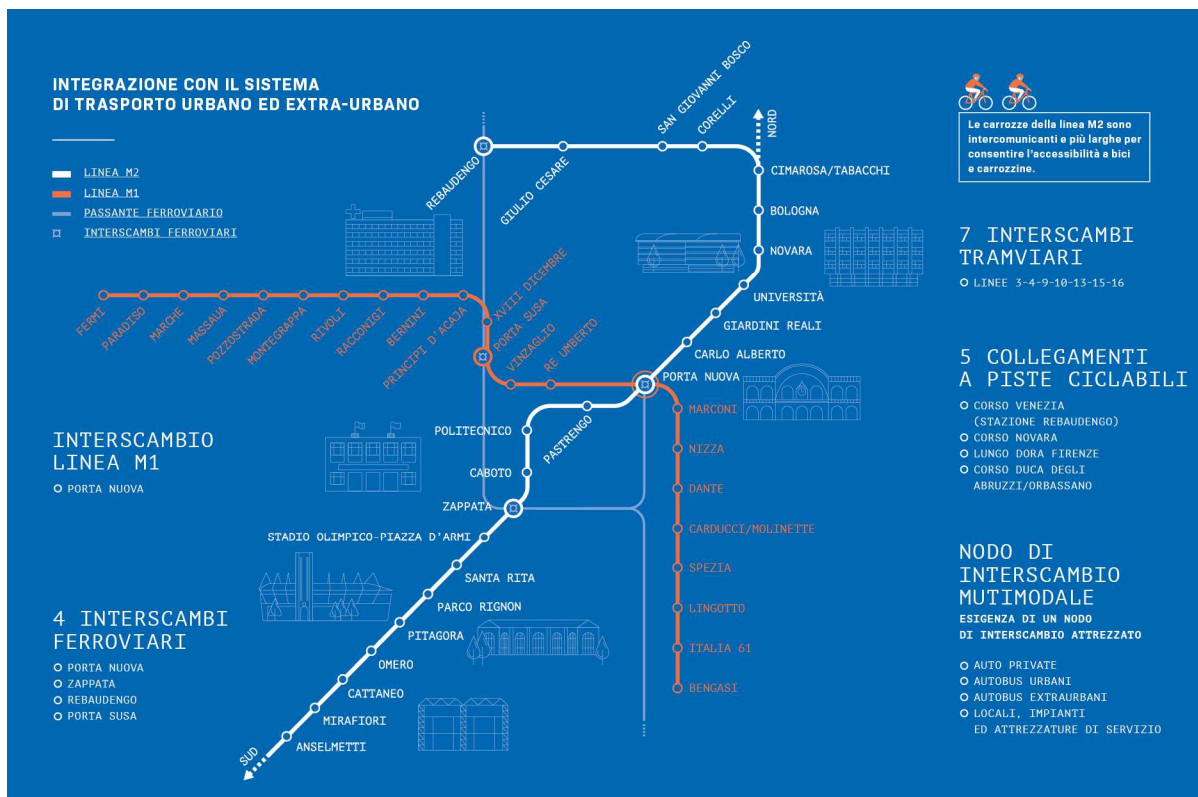 INTEGRAZIONE CON IL SISTEMA
DI TRASPORTO URBANO ED EXTRA-URBANO
LINEA M2
LINEA M1
PASSANTE FERROVIARIO
INTERSCAMBI FERROVIARI
REBAUDENGO
GIULIO CESARE
SAN GIOVANNI BOSCO
CORELLI
NORD
CIMAROSA/TABACCHI
BOLOGNA
NOVARA
UNIVERSITÀ
GIARDINI REALI
CARLO ALBERTO
PORTA NUOVA
PASTRENGO
POLITECNICO
CABOTO
ZAPPATA
STADIO OLIMPICO-PIAZZA D'ARMI
SANTA RITA
PARCO RIGNON
PITAGORA
OMERO
CATTANEO
MIRAFIORI
ANSELMETTI
SUD
FERMI
PARADISO
MARCHE
MASSAUA
POZZOSTRADA
MONTEGRAPPA
RIVOLI
RACCONIGI
BERNINI
PRINCIPI D'ACAJA
XVIII DICEMBRE
PORTA SUSA
VINZAGLIO
RE UMBERTO
MARCONI
NIZZA
DANTE
CARDUCCI/MOLINETTE
SPEZIA
LINGOTTO
ITALIA 61
BENGASI
INTERSCAMBIO
LINEA M1
PORTA NUOVA
4 INTERSCAMBI
FERROVIARI
PORTA NUOVA
ZAPPATA
REBAUDENGO
PORTA SUSA
Le carrozze della linea M2 sono
intercomunicanti e più larghe per
consentire l'accessibilità a bici
e carrozzine.
7 INTERSCAMBI
TRAMVIARI
LINEE 3-4-9-10-13-15-16
5 COLLEGAMENTI
A PISTE CICLABILI
CORSO VENEZIA
(STAZIONE REBAUDENGO)
CORSO NOVARA
LUNGO DORA FIRENZE
CORSO DUCA DEGLI
ABRUZZI/ORBASSANO
NODO DI
INTERSCAMBIO
MUTIMODALE
ESIGENZA DI UN NODO
DI INTERSCAMBIO ATTREZZATO
AUTO PRIVATE
AUTOBUS URBANI
AUTOBUS EXTRAURBANI
LOCALI, IMPIANTI
ED ATTREZZATURE DI SERVIZIO